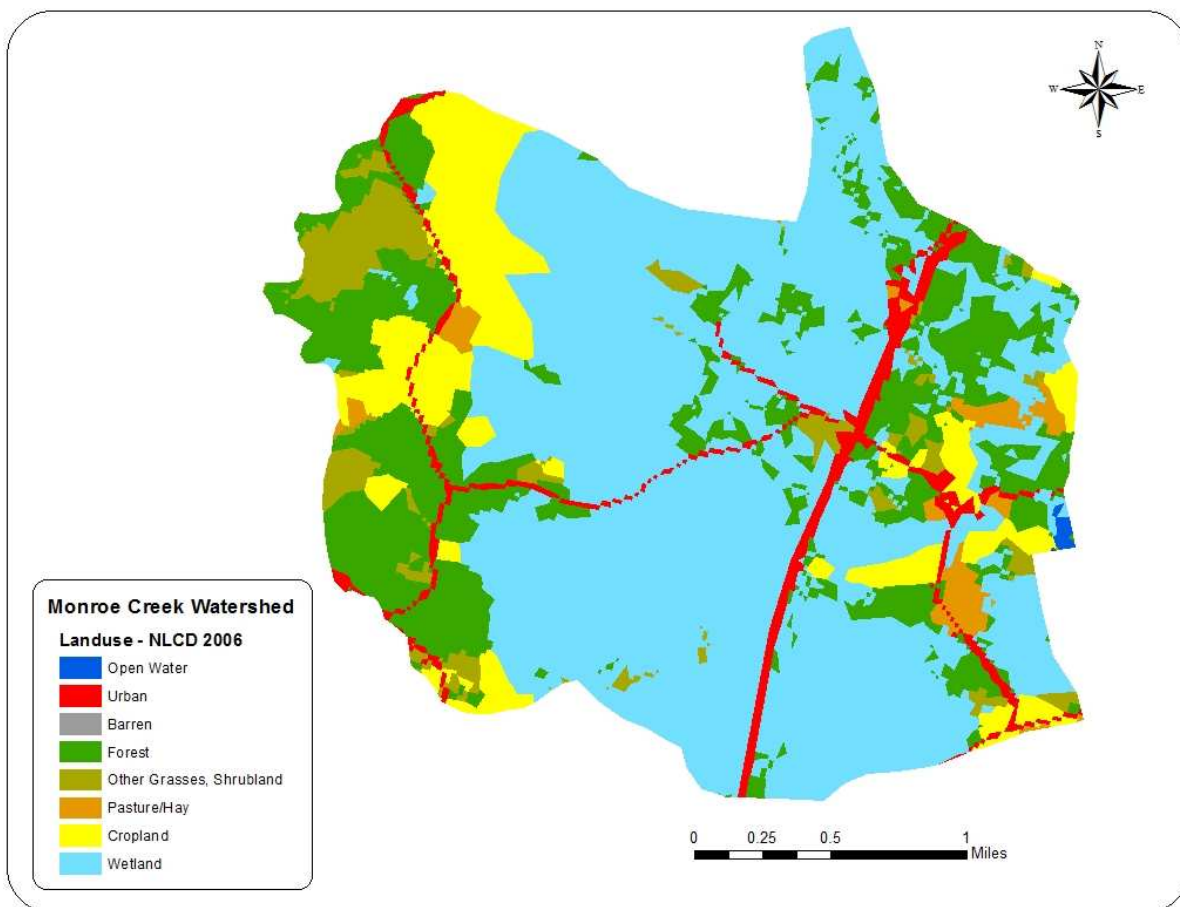 N
W E
S
Monroe Creek Watershed
Landuse - NLCD 2006
Open Water
Urban
Barren
Forest
Other Grasses, Shrubland
Pasture/Hay
Cropland
Wetland
0 0.25 0.5 1
Miles